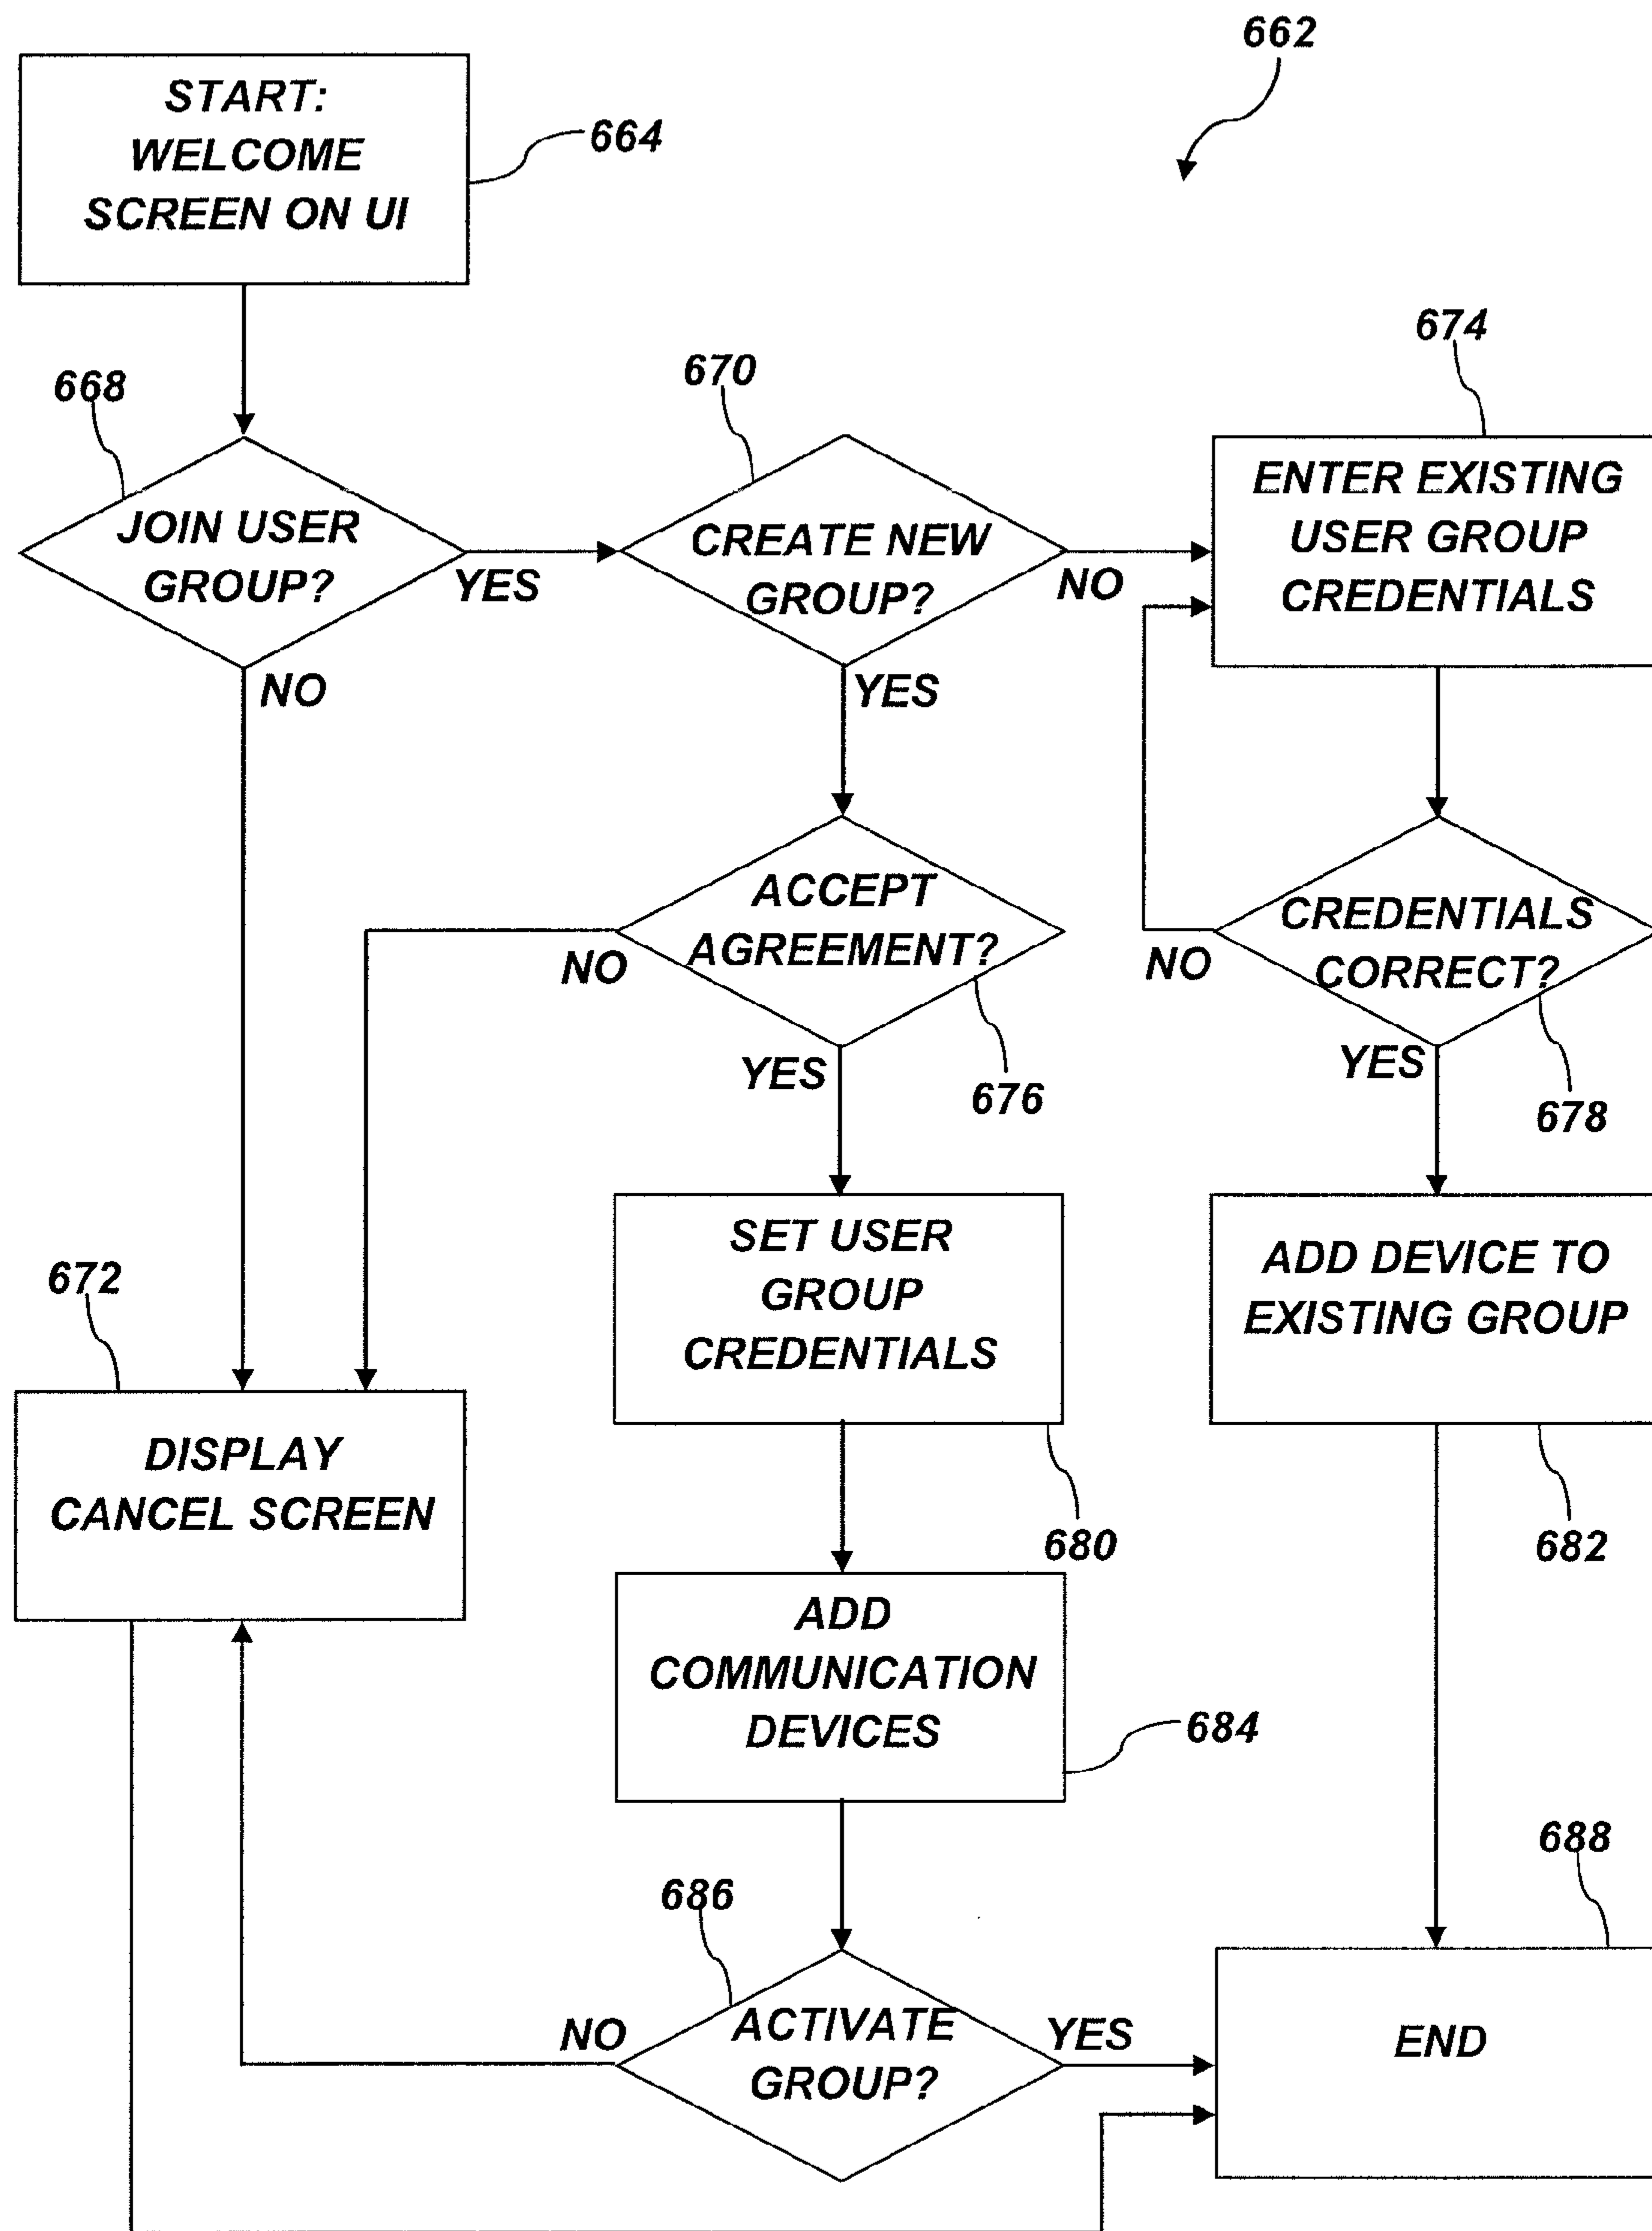 662
START:
WELCOME
SCREEN ON UI
664
668
JOIN USER
GROUP?
YES
NO
670
CREATE NEW
GROUP?
NO
YES
674
ENTER EXISTING
USER GROUP
CREDENTIALS
ACCEPT
AGREEMENT?
NO
YES
676
CREDENTIALS
CORRECT?
NO
YES
678
SET USER
GROUP
CREDENTIALS
680
ADD DEVICE TO
EXISTING GROUP
682
672
DISPLAY
CANCEL SCREEN
ADD
COMMUNICATION
DEVICES
684
686
ACTIVATE
GROUP?
NO
YES
688
END